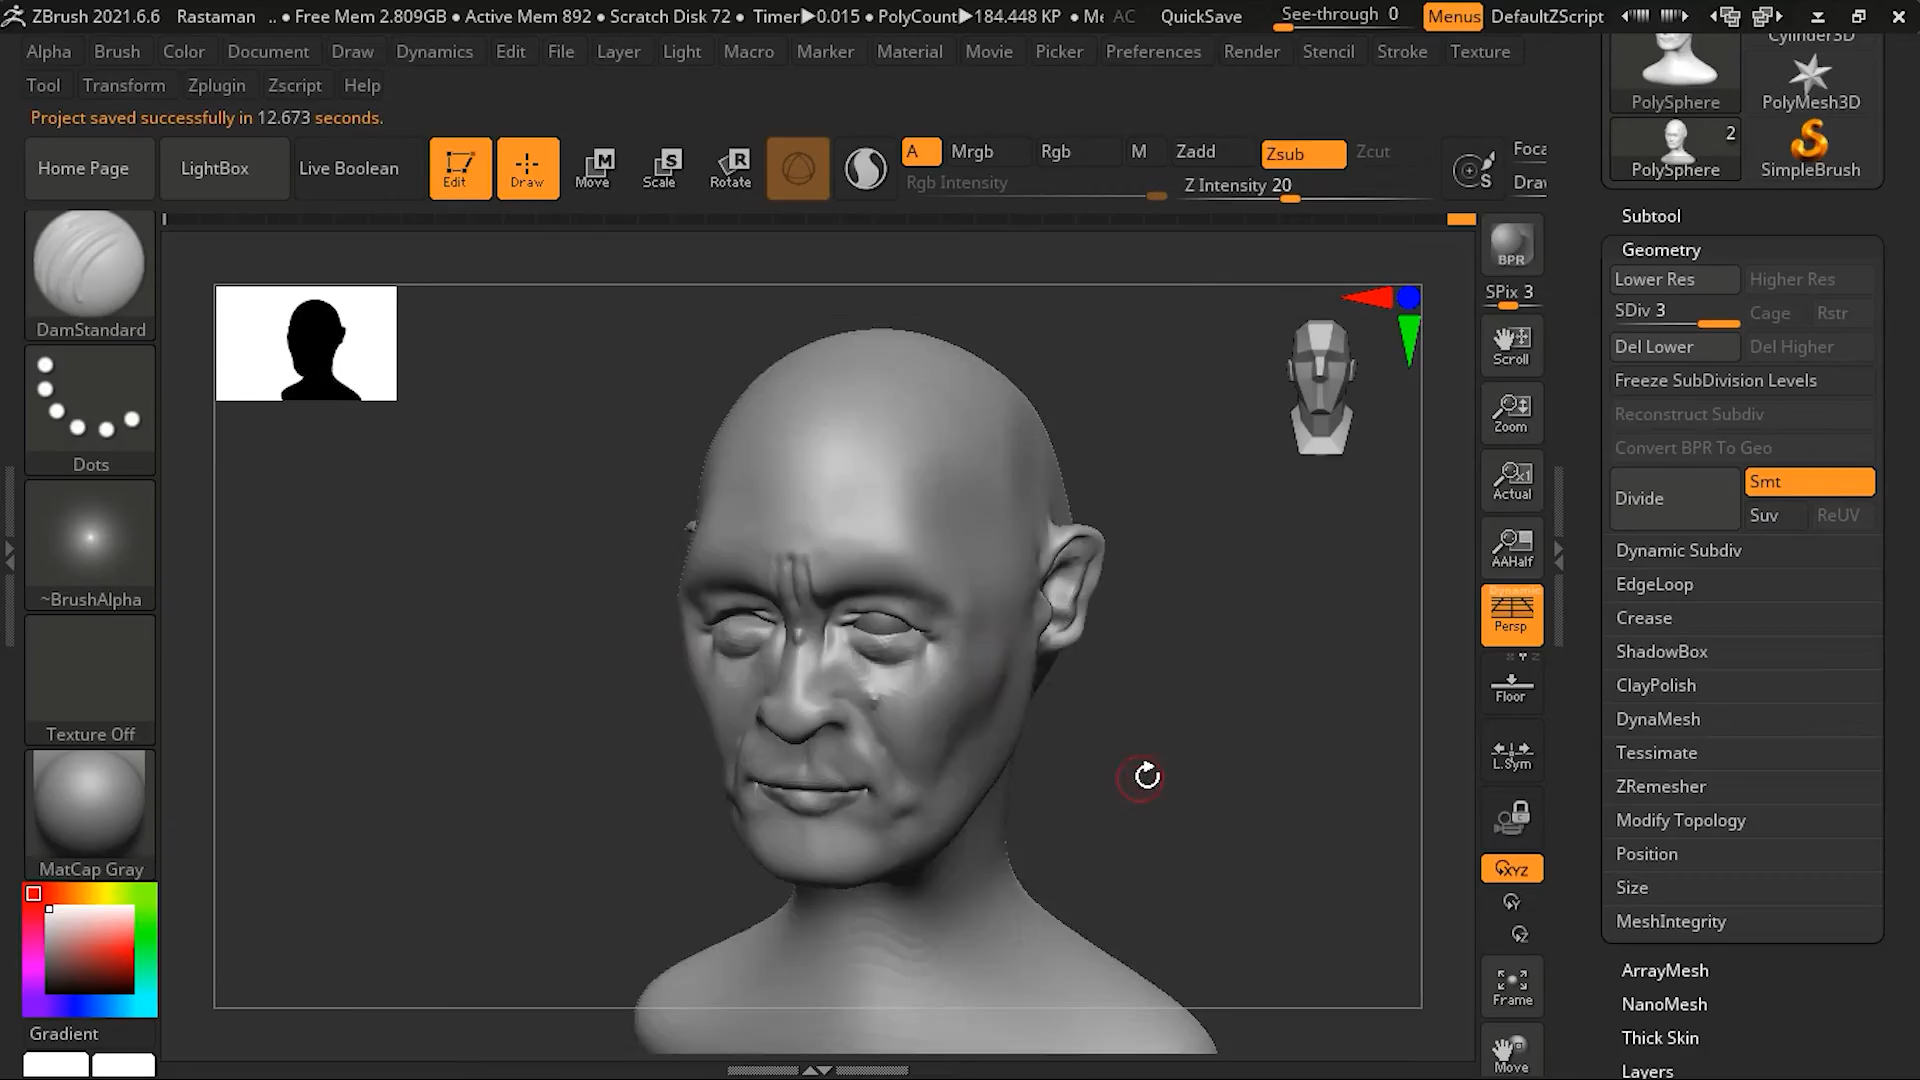 ZBrush 2021.6.6 Rastaman .. ● Free Mem 2.809GB ● Active Mem 892 ● Scratch Disk 72 ● Timer▶0.015 ● PolyCount▶184.448 KP ● Me AC QuickSave See-through 0 Menus DefaultZScript
Alpha Brush Color Document Draw Dynamics Edit File Layer Light Macro Marker Material Movie Picker Preferences Render Stencil Stroke Texture
Tool Transform Zplugin Zscript Help
Project saved successfully in 12.673 seconds.
Home Page LightBox Live Boolean Edit Draw Move Scale Rotate A Mrgb Rgb M Zadd Zsub Zcut Foca
M S R
Rgb Intensity Z Intensity 20 S Draw
DamStandard
Dots
~BrushAlpha
Texture Off
MatCap Gray
Gradient
BPR
SPix 3
Scroll
Zoom
Actual
AAHalf
Dynamic
Persp
Floor
L.Sym
XYZ
Y
Z
Frame
Move
Cylinder3D
PolySphere PolyMesh3D
2
PolySphere SimpleBrush
Subtool
Geometry
Lower Res Higher Res
SDiv 3 Cage Rstr
Del Lower Del Higher
Freeze SubDivision Levels
Reconstruct Subdiv
Convert BPR To Geo
Divide Smt
Suv ReUV
Dynamic Subdiv
EdgeLoop
Crease
ShadowBox
ClayPolish
DynaMesh
Tessimate
ZRemesher
Modify Topology
Position
Size
MeshIntegrity
ArrayMesh
NanoMesh
Thick Skin
Layers